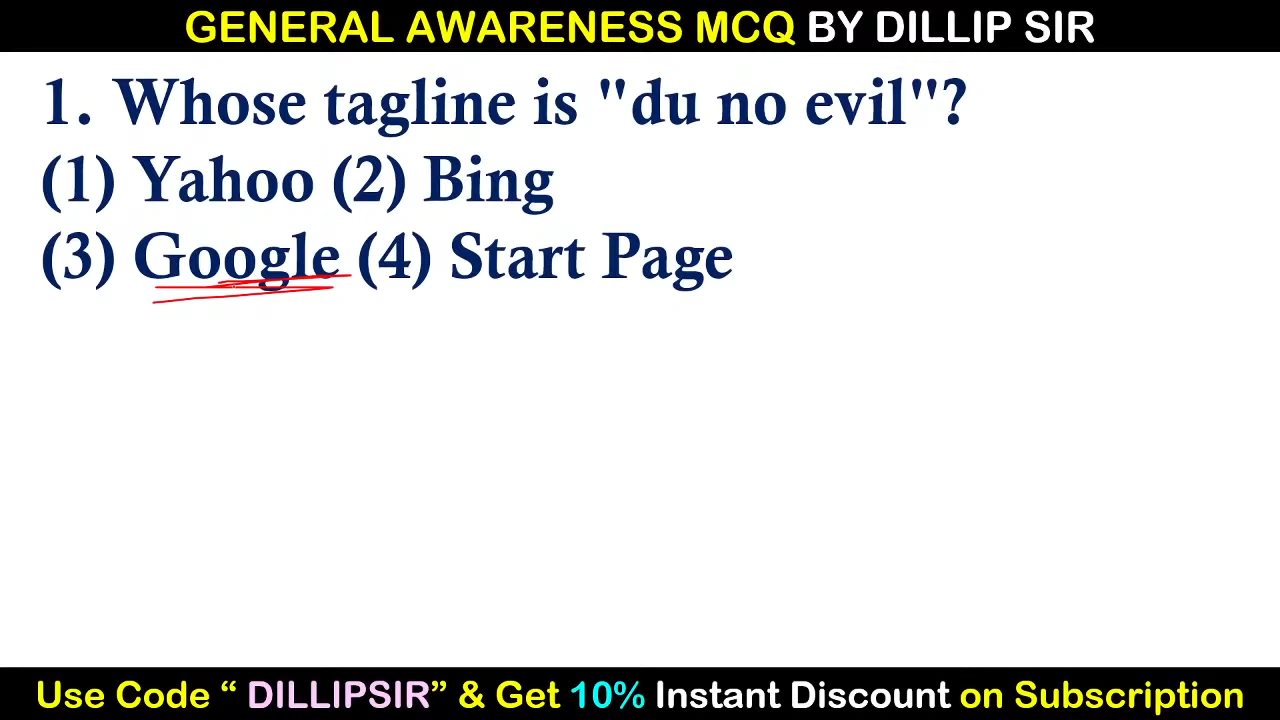 GENERAL AWARENESS MCQ BY DILLIP SIR
1. Whose tagline is "du no evil"?
(1) Yahoo (2) Bing
(3) Google (4) Start Page
Use Code “ DILLIPSIR” & Get 10% Instant Discount on Subscription